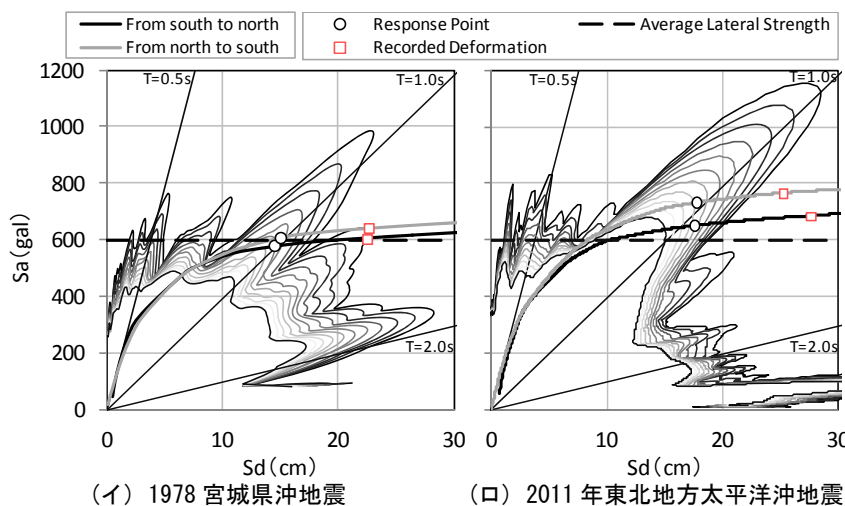 From south to north
From north to south
Response Point
Recorded Deformation
Average Lateral Strength
1200
1000
800
600
400
200
0
Sa(gal)
T=0.5s
T=1.0s
T=2.0s
0 10 20 30
Sd(cm)
(イ) 1978 宮城県沖地震
T=0.5s
T=1.0s
T=2.0s
0 10 20 30
Sd(cm)
(ロ) 2011 年東北地方太平洋沖地震